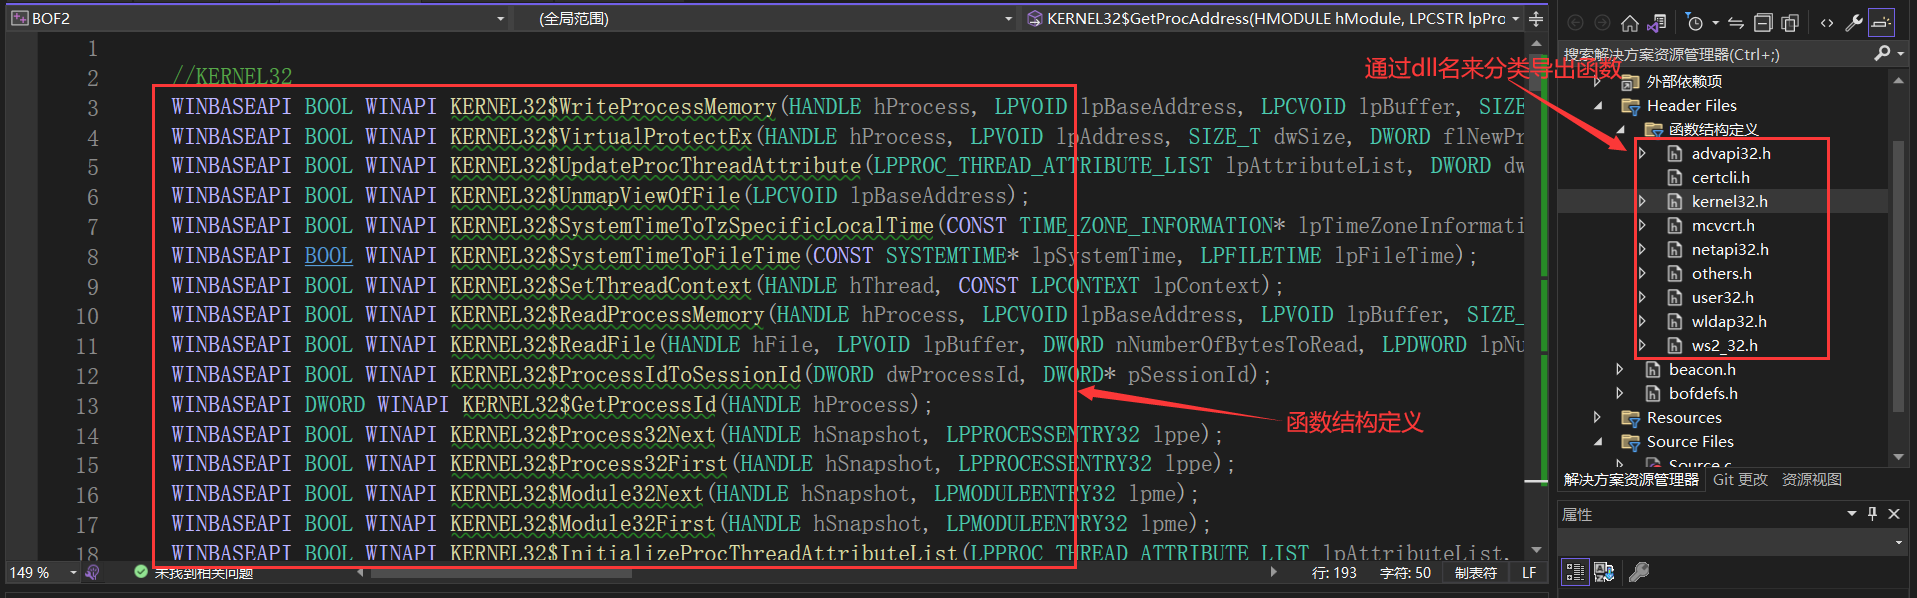 BOF2
(全局范围)
KERNEL32$GetProcAddress(HMODULE hModule, LPCSTR lpPro
1
2 //KERNEL32
3 WINBASEAPI BOOL WINAPI KERNEL32$WriteProcessMemory(HANDLE hProcess, LPVOID lpBaseAddress, LPCVOID lpBuffer, SIZE
4 WINBASEAPI BOOL WINAPI KERNEL32$VirtualProtectEx(HANDLE hProcess, LPVOID lpAddress, SIZE_T dwSize, DWORD flNewPr
5 WINBASEAPI BOOL WINAPI KERNEL32$UpdateProcThreadAttribute(LPPROC_THREAD_ATTRIBUTE_LIST lpAttributeList, DWORD dw
6 WINBASEAPI BOOL WINAPI KERNEL32$UnmapViewOfFile(LPCVOID lpBaseAddress);
7 WINBASEAPI BOOL WINAPI KERNEL32$SystemTimeToTzSpecificLocalTime(CONST TIME_ZONE_INFORMATION* lpTimeZoneInformati
8 WINBASEAPI BOOL WINAPI KERNEL32$SystemTimeToFileTime(CONST SYSTEMTIME* lpSystemTime, LPFILETIME lpFileTime);
9 WINBASEAPI BOOL WINAPI KERNEL32$SetThreadContext(HANDLE hThread, CONST LPCONTEXT lpContext);
10 WINBASEAPI BOOL WINAPI KERNEL32$ReadProcessMemory(HANDLE hProcess, LPCVOID lpBaseAddress, LPVOID lpBuffer, SIZE_
11 WINBASEAPI BOOL WINAPI KERNEL32$ReadFile(HANDLE hFile, LPVOID lpBuffer, DWORD nNumberOfBytesToRead, LPDWORD lpNu
12 WINBASEAPI BOOL WINAPI KERNEL32$ProcessIdToSessionId(DWORD dwProcessId, DWORD* pSessionId);
13 WINBASEAPI DWORD WINAPI KERNEL32$GetProcessId(HANDLE hProcess);
14 WINBASEAPI BOOL WINAPI KERNEL32$Process32Next(HANDLE hSnapshot, LPPROCESSENTRY32 lppe);
15 WINBASEAPI BOOL WINAPI KERNEL32$Process32First(HANDLE hSnapshot, LPPROCESSENTRY32 lppe);
16 WINBASEAPI BOOL WINAPI KERNEL32$Module32Next(HANDLE hSnapshot, LPMODULEENTRY32 lpme);
17 WINBASEAPI BOOL WINAPI KERNEL32$Module32First(HANDLE hSnapshot, LPMODULEENTRY32 lpme);
18 WINBASEAPI BOOL WINAPI KERNEL32$InitializeProcThreadAttributeList(LPPROC_THREAD_ATTRIBUTE_LIST lpAttributeList,
函数结构定义
149 %
未找到相关问题
行: 193
字符: 50
制表符
LF
搜索解决方案资源管理器(Ctrl+;)
通过dll名来分类导出函数
外部依赖项
Header Files
函数结构定义
advapi32.h
certcli.h
kernel32.h
mcvcrt.h
netapi32.h
others.h
user32.h
wldap32.h
ws2_32.h
beacon.h
bofdefs.h
Resources
Source Files
Source.c
解决方案资源管理器
Git 更改
资源视图
属性